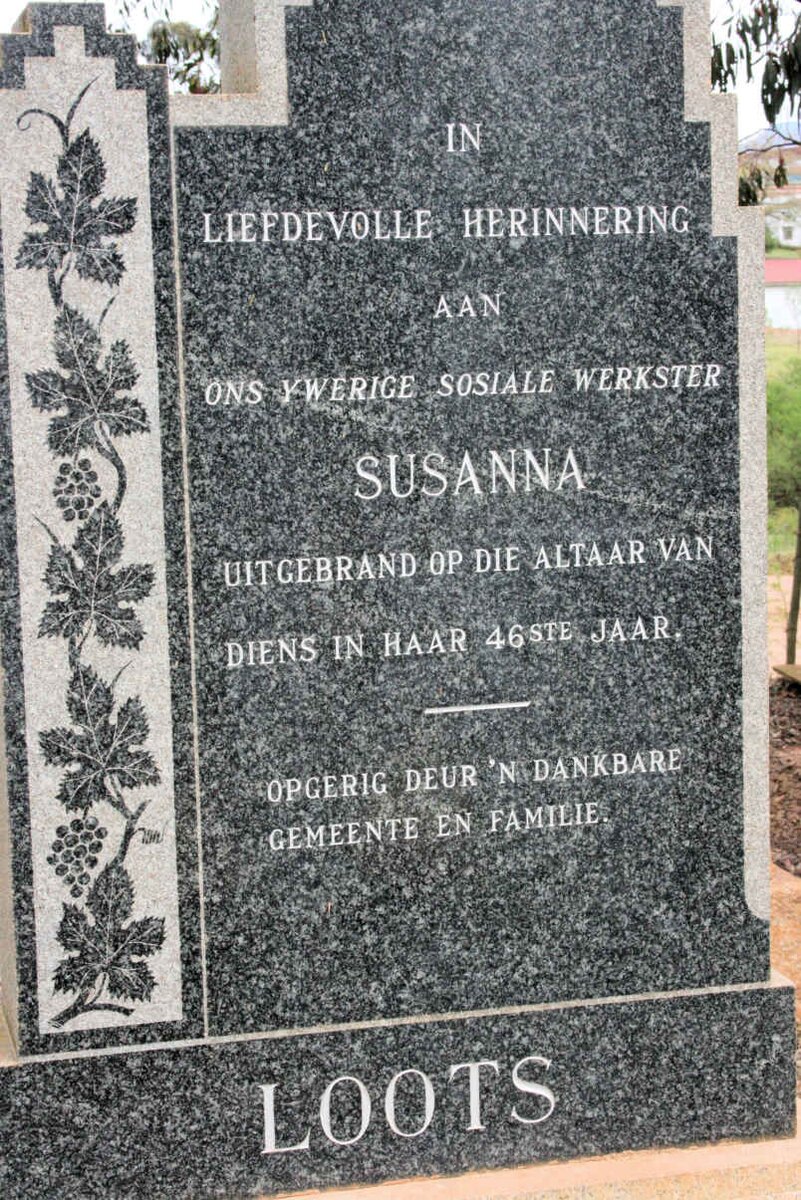 IN
LIEFDEVOLLE HERINNERING
AAN
ONS YWERIGE SOSIALE WERKSTER
SUSANNA
UITGEBRAND OP DIE ALTAAR VAN
DIENS IN HAAR 46STE JAAR.
OPGERIG DEUR 'N DANKBARE
GEMEENTE EN FAMILIE.
LOOTS